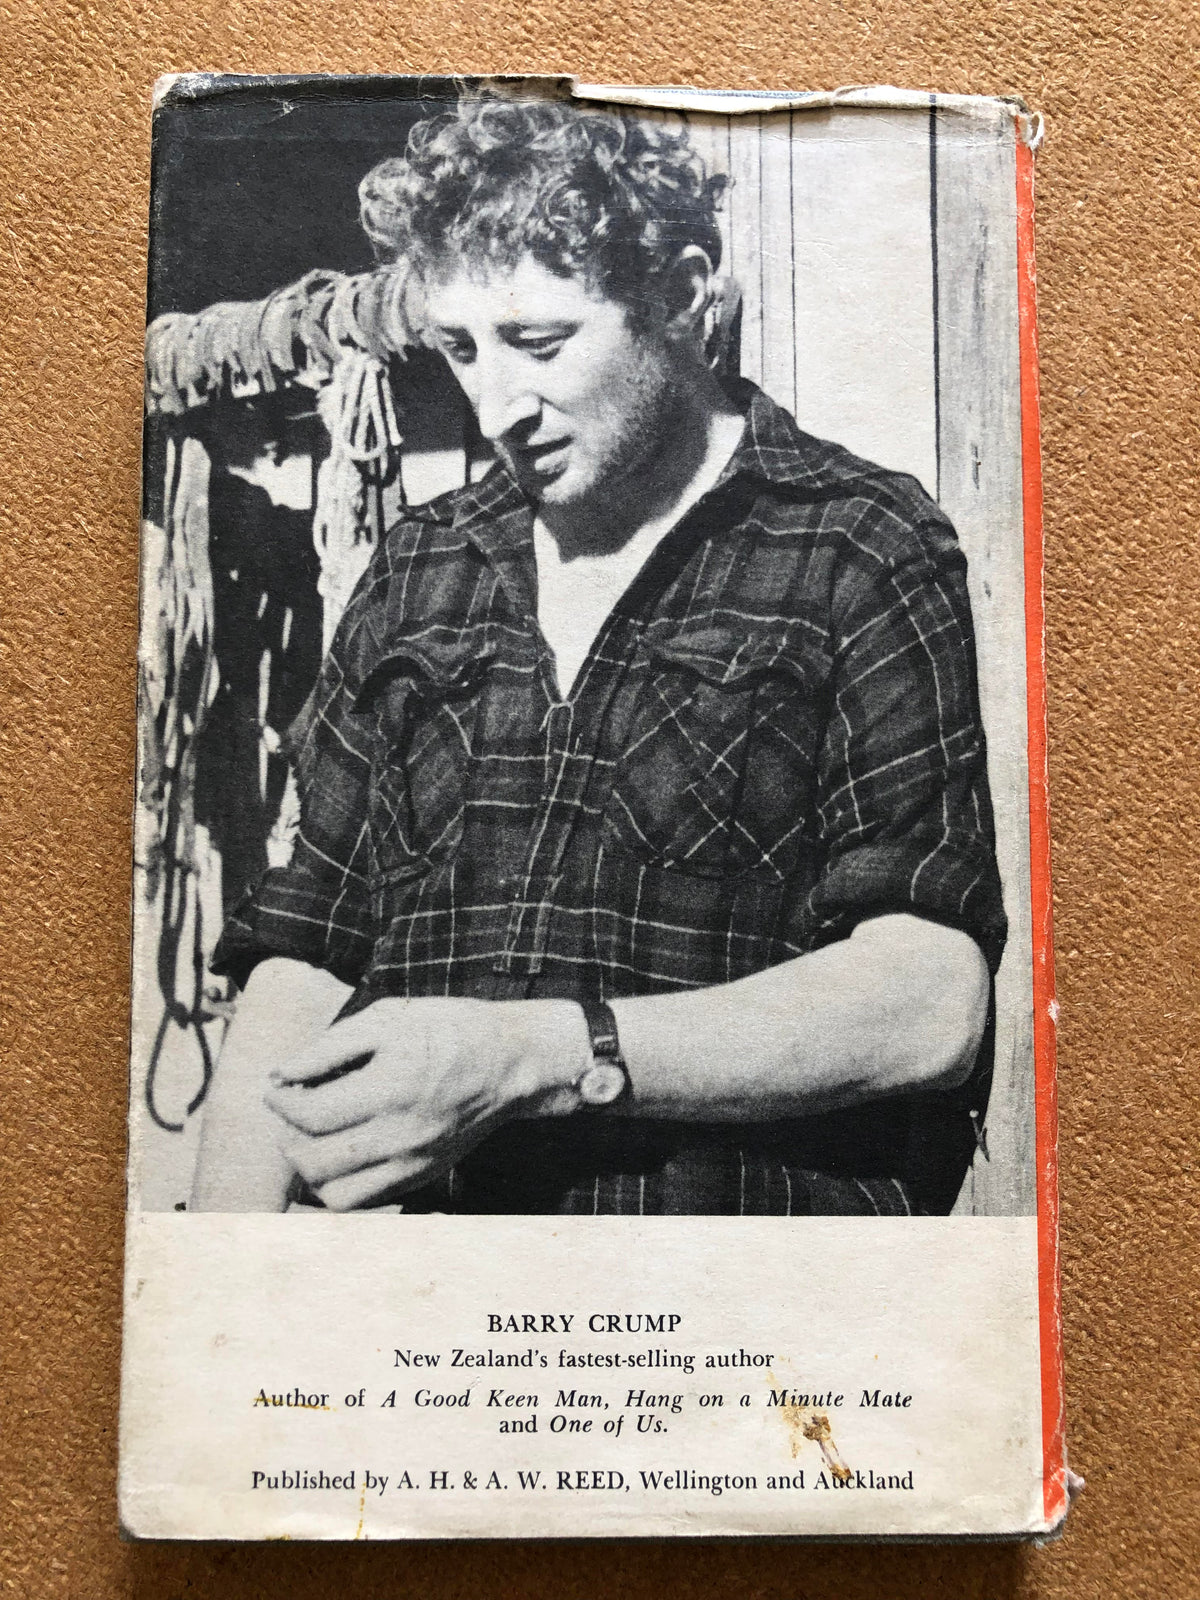 BARRY CRUMP
New Zealand's fastest-selling author
Author of A Good Keen Man, Hang on a Minute Mate
and One of Us.
Published by A. H. & A. W. REED, Wellington and Auckland